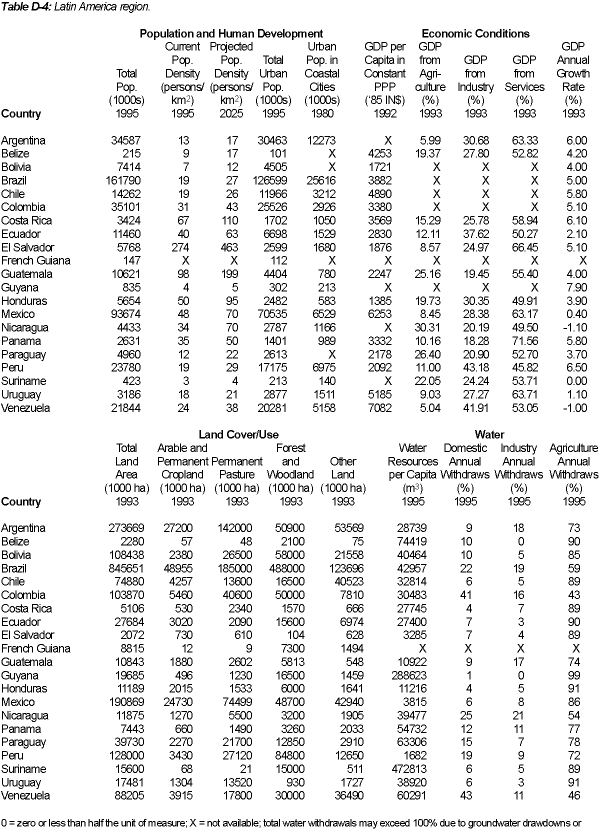 Table D-4: Latin America region.
Population and Human Development Economic Conditions
Current Projected Urban GDP per GDP GDP
Pop. Pop. Total Pop. in Capita in from GDP GDP Annual
Total Density Density Urban Coastal Constant Agri- from from Growth
Pop. (persons/ (persons/ Pop. Cities PPP culture Industry Services Rate
(1000s) km²) km²) (1000s) (1000s) ('85 IN$) (%) (%) (%) (%)
Country 1995 1995 2025 1995 1980 1992 1993 1993 1993 1993
Argentina 34587 13 17 30463 12273 X 5.99 30.68 63.33 6.00
Belize 215 9 17 101 X 4253 19.37 27.80 52.82 4.20
Bolivia 7414 7 12 4505 X 1721 X X X 4.00
Brazil 161790 19 27 126599 25616 3882 X X X 5.00
Chile 14262 19 26 11966 3212 4890 X X X 5.80
Colombia 35101 31 43 25526 2926 3380 X X X 5.10
Costa Rica 3424 67 110 1702 1050 3569 15.29 25.78 58.94 6.10
Ecuador 11460 40 63 6698 1529 2830 12.11 37.62 50.27 2.10
El Salvador 5768 274 463 2599 1680 1876 8.57 24.97 66.45 5.10
French Guiana 147 X X 112 X X X X X X
Guatemala 10621 98 199 4404 780 2247 25.16 19.45 55.40 4.00
Guyana 835 4 5 302 213 X X X X 7.90
Honduras 5654 50 95 2482 583 1385 19.73 30.35 49.91 3.90
Mexico 93674 48 70 70535 6529 6253 8.45 28.38 63.17 0.40
Nicaragua 4433 34 70 2787 1166 X 30.31 20.19 49.50 -1.10
Panama 2631 35 50 1401 989 3332 10.16 18.28 71.56 5.80
Paraguay 4960 12 22 2613 X 2178 26.40 20.90 52.70 3.70
Peru 23780 19 29 17175 6975 2092 11.00 43.18 45.82 6.50
Suriname 423 3 4 213 140 X 22.05 24.24 53.71 0.00
Uruguay 3186 18 21 2877 1511 5185 9.03 27.27 63.71 1.10
Venezuela 21844 24 38 20281 5158 7082 5.04 41.91 53.05 -1.00
Land Cover/Use Water
Total Arable and Forest Water Domestic Industry Agriculture
Land Permanent Permanent and Other Resources Annual Annual Annual
Area Cropland Pasture Woodland Land per Capita Withdraws Withdraws Withdraws
(1000 ha) (1000 ha) (1000 ha) (1000 ha) (1000 ha) (m³) (%) (%) (%)
Country 1993 1993 1993 1993 1993 1995 1995 1995 1995
Argentina 273669 27200 142000 50900 53569 28739 9 18 73
Belize 2280 57 48 2100 75 74419 10 0 90
Bolivia 108438 2380 26500 58000 21558 40464 10 5 85
Brazil 845651 48955 185000 488000 123696 42957 22 19 59
Chile 74880 4257 13600 16500 40523 32814 6 5 89
Colombia 103870 5460 40600 50000 7810 30483 41 16 43
Costa Rica 5106 530 2340 1570 666 27745 4 7 89
Ecuador 27684 3020 2090 15600 6974 27400 7 3 90
El Salvador 2072 730 610 104 628 3285 7 4 89
French Guiana 8815 12 9 7300 1494 X X X X
Guatemala 10843 1880 2602 5813 548 10922 9 17 74
Guyana 19685 496 1230 16500 1459 288623 1 0 99
Honduras 11189 2015 1533 6000 1641 11216 4 5 91
Mexico 190869 24730 74499 48700 42940 3815 6 8 86
Nicaragua 11875 1270 5500 3200 1905 39477 25 21 54
Panama 7443 660 1490 3260 2033 54732 12 11 77
Paraguay 39730 2270 21700 12850 2910 63306 15 7 78
Peru 128000 3430 27120 84800 12650 1682 19 9 72
Suriname 15600 68 21 15000 511 472813 6 5 89
Uruguay 17481 1304 13520 930 1727 38920 6 3 91
Venezuela 88205 3915 17800 30000 36490 60291 43 11 46
0 = zero or less than half the unit of measure; X = not available; total water withdrawals may exceed 100% due to groundwater drawdowns or